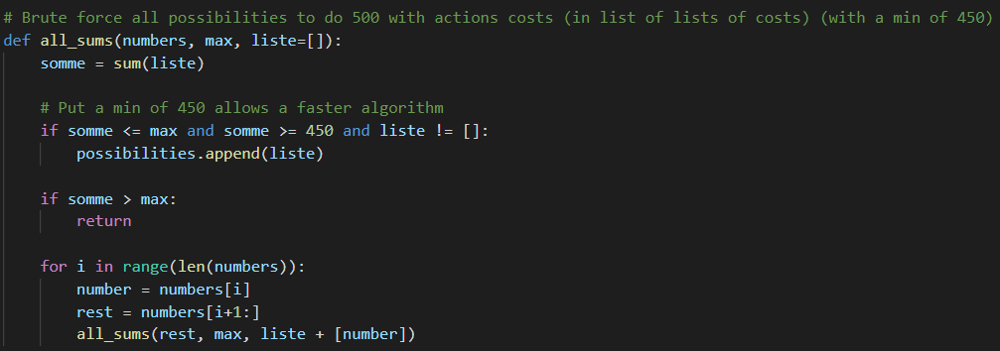 # Brute force all possibilities to do 500 with actions costs (in list of lists of costs) (with a min of 450)
def all_sums(numbers, max, liste=[]):
    somme = sum(liste)

    # Put a min of 450 allows a faster algorithm
    if somme <= max and somme >= 450 and liste != []:
        possibilities.append(liste)

    if somme > max:
        return

    for i in range(len(numbers)):
        number = numbers[i]
        rest = numbers[i+1:]
        all_sums(rest, max, liste + [number])